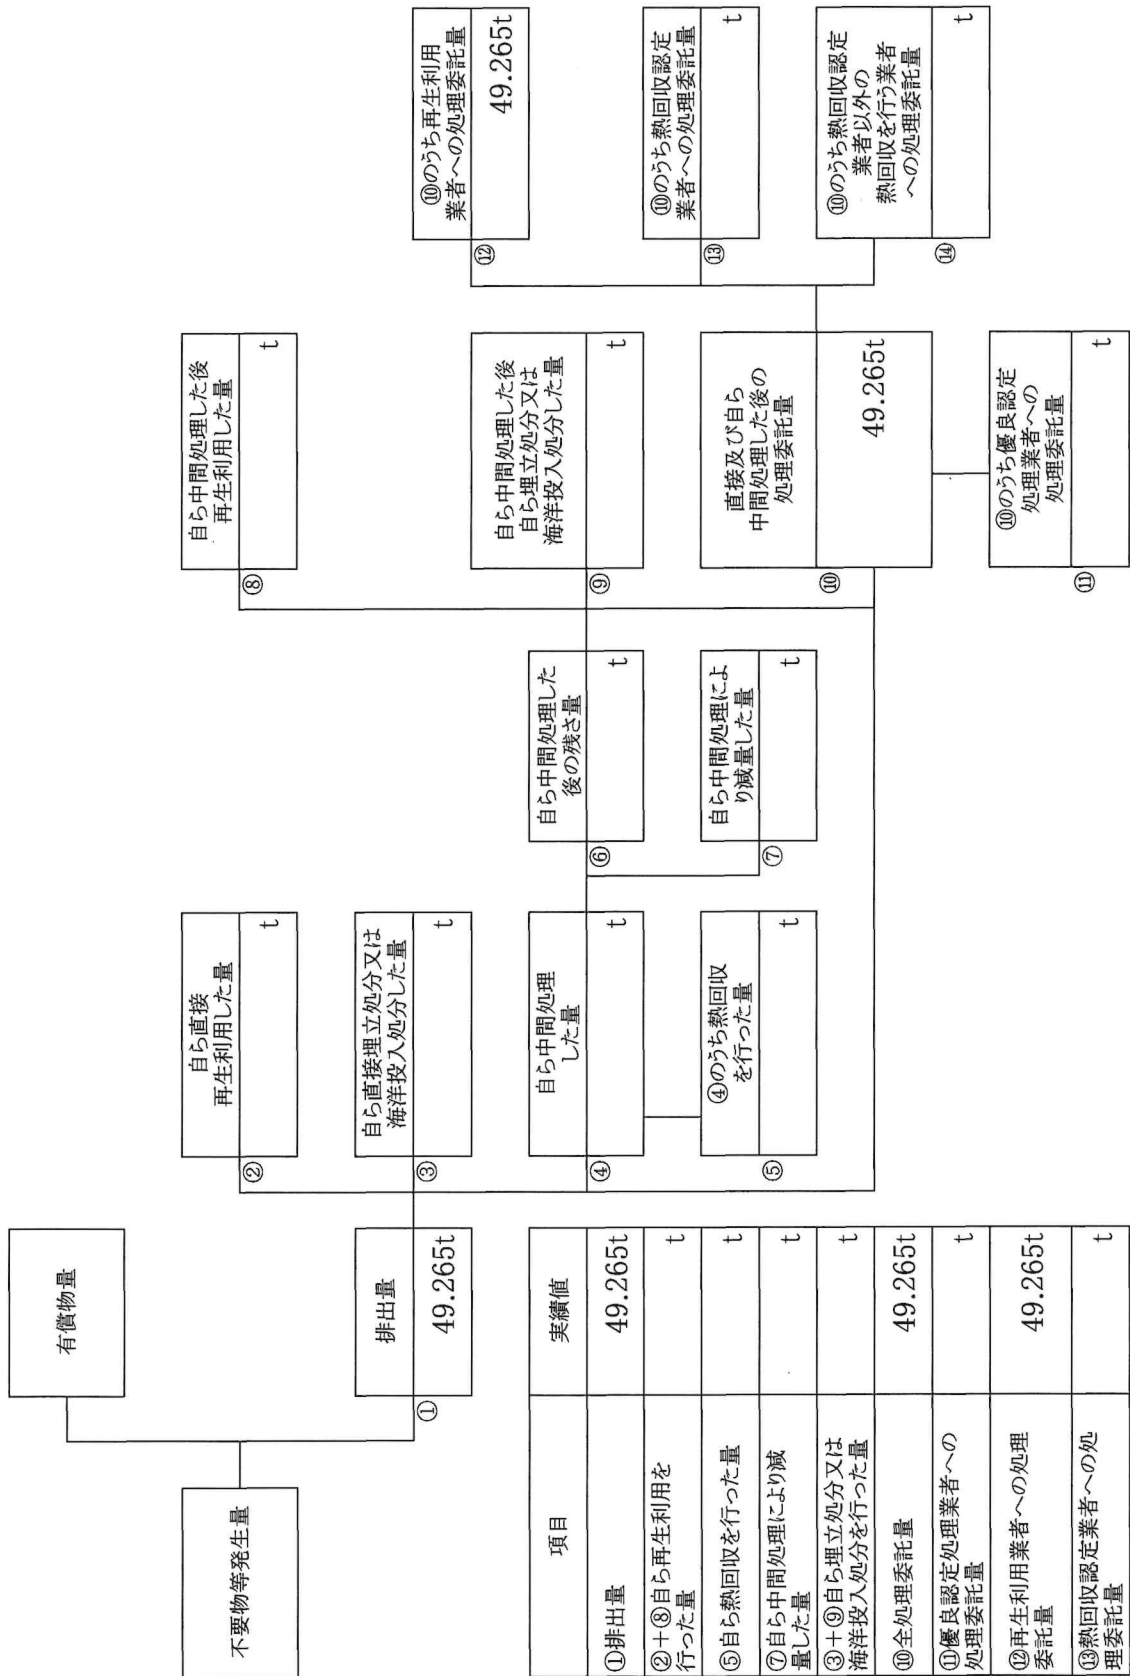 不要物等発生量
有償物量
排出量
①
49.265t
自ら直接
再生利用した量
②
t
自ら直接埋立処分又は
海洋投入処分した量
③
t
自ら中間処理
した量
④
t
④のうち熱回収
を行った量
⑤
t
自ら中間処理した
後の残さ量
⑥
t
自ら中間処理によ
り減量した量
⑦
t
自ら中間処理した後
再生利用した量
⑧
t
自ら中間処理した後
自ら埋立処分又は
海洋投入処分した量
⑨
t
直接及び自ら
中間処理した後の
処理委託量
⑩
49.265t
⑩のうち優良認定
処理業者への
処理委託量
⑪
t
⑩のうち再生利用
業者への処理委託量
⑫
49.265t
⑩のうち熱回収認定
業者への処理委託量
⑬
t
⑩のうち熱回収認定
業者以外の
熱回収を行う業者
への処理委託量
⑭
t
項目
実績値
①排出量
49.265t
②+⑧自ら再生利用を
行った量
t
⑤自ら熱回収を行った量
t
⑦自ら中間処理により減
量した量
t
③+⑨自ら埋立処分又は
海洋投入処分を行った量
t
⑩全処理委託量
49.265t
⑪優良認定処理業者への
処理委託量
t
⑫再生利用業者への処理
委託量
49.265t
⑬熱回収認定業者への処
理委託量
t